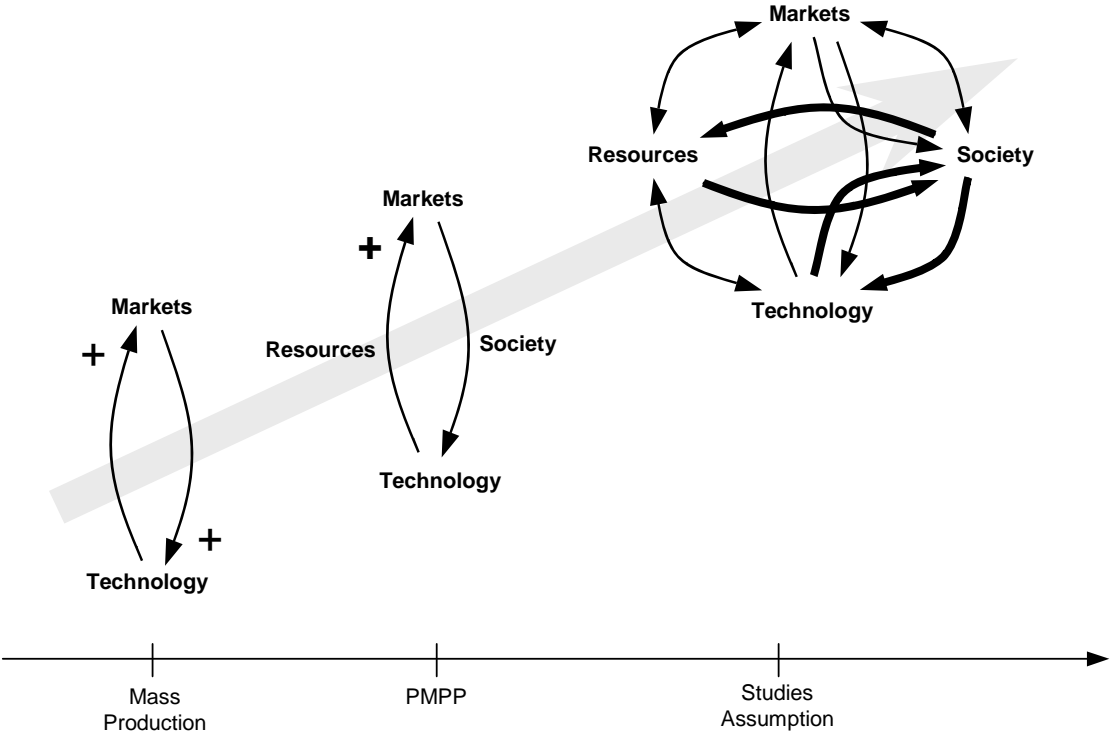 Markets
Resources
Society
Technology
Markets
+
Resources
Society
Technology
Markets
+
+
Technology
Mass
Production
PMPP
Studies
Assumption